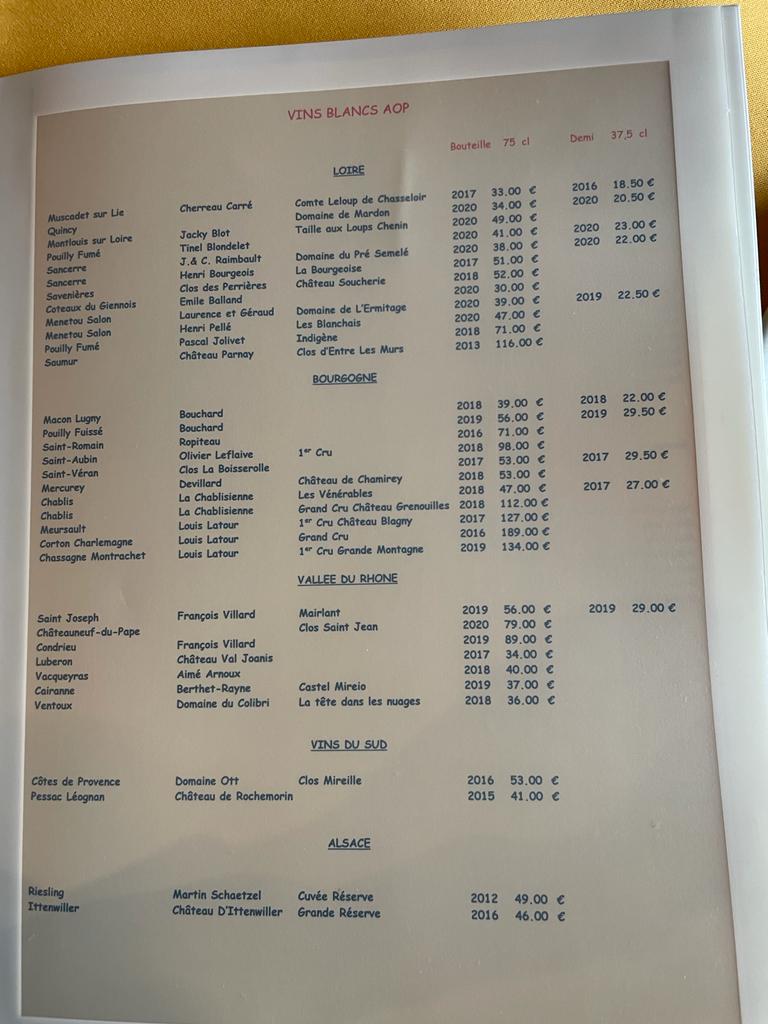 VINS BLANCS AOP
Bouteille 75 cl Demi 37,5 cl
LOIRE
Muscadet sur Lie Cherreau Carré Comte Leloup de Chasseloir 2017 33.00 € 2016 18.50 €
Quincy Domaine de Mardon 2020 34.00 € 2020 20.50 €
Montlouis sur Loire Jacky Blot Taille aux Loups Chenin 2020 49.00 €
Pouilly Fumé Tinel Blondelet 2020 41.00 € 2020 23.00 €
Sancerre J.& C. Raimbault Domaine du Pré Semelé 2020 38.00 € 2020 22.00 €
Sancerre Henri Bourgeois La Bourgeoise 2017 51.00 €
Savenières Clos des Perrières Château Soucherie 2018 52.00 €
Coteaux du Giennois Emile Balland 2020 30.00 €
Menetou Salon Laurence et Géraud Domaine de L'Ermitage 2020 39.00 € 2019 22.50 €
Menetou Salon Henri Pellé Les Blanchais 2020 47.00 €
Pouilly Fumé Pascal Jolivet Indigène 2018 71.00 €
Saumur Château Parnay Clos d'Entre Les Murs 2013 116.00 €
BOURGOGNE
Macon Lugny Bouchard 2018 39.00 € 2018 22.00 €
Pouilly Fuissé Bouchard 2019 56.00 € 2019 29.50 €
Saint-Romain Ropiteau 2016 71.00 €
Saint-Aubin Olivier Leflaive 1er Cru 2018 98.00 €
Saint-Véran Clos La Boisserolle 2017 53.00 € 2017 29.50 €
Mercurey Devillard Château de Chamirey 2018 53.00 €
Chablis La Chablisienne Les Vénérables 2018 47.00 € 2017 27.00 €
Chablis La Chablisienne Grand Cru Château Grenouilles 2018 112.00 €
Meursault Louis Latour 1er Cru Château Blagny 2017 127.00 €
Corton Charlemagne Louis Latour Grand Cru 2016 189.00 €
Chassagne Montrachet Louis Latour 1er Cru Grande Montagne 2019 134.00 €
VALLEE DU RHONE
Saint Joseph François Villard Mairlant 2019 56.00 € 2019 29.00 €
Châteauneuf-du-Pape Clos Saint Jean 2020 79.00 €
Condrieu François Villard 2019 89.00 €
Luberon Château Val Joanis 2017 34.00 €
Vacqueyras Aimé Arnoux 2018 40.00 €
Cairanne Berthet-Rayne Castel Mireio 2019 37.00 €
Ventoux Domaine du Colibri La tête dans les nuages 2018 36.00 €
VINS DU SUD
Côtes de Provence Domaine Ott Clos Mireille 2016 53.00 €
Pessac Léognan Château de Rochemorin 2015 41.00 €
ALSACE
Riesling Martin Schaetzel Cuvée Réserve 2012 49.00 €
Ittenwiller Château D'Ittenwiller Grande Réserve 2016 46.00 €